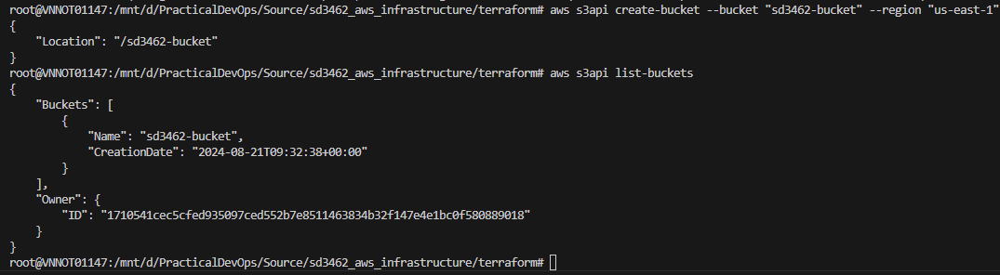 root@VNNOT01147:/mnt/d/PracticalDevOps/Source/sd3462_aws_infrastructure/terraform# aws s3api create-bucket --bucket "sd3462-bucket" --region "us-east-1"
{
    "Location": "/sd3462-bucket"
}
root@VNNOT01147:/mnt/d/PracticalDevOps/Source/sd3462_aws_infrastructure/terraform# aws s3api list-buckets
{
    "Buckets": [
        {
            "Name": "sd3462-bucket",
            "CreationDate": "2024-08-21T09:32:38+00:00"
        }
    ],
    "Owner": {
        "ID": "1710541cec5cfed935097ced552b7e8511463834b32f147e4e1bc0f580889018"
    }
}
root@VNNOT01147:/mnt/d/PracticalDevOps/Source/sd3462_aws_infrastructure/terraform#